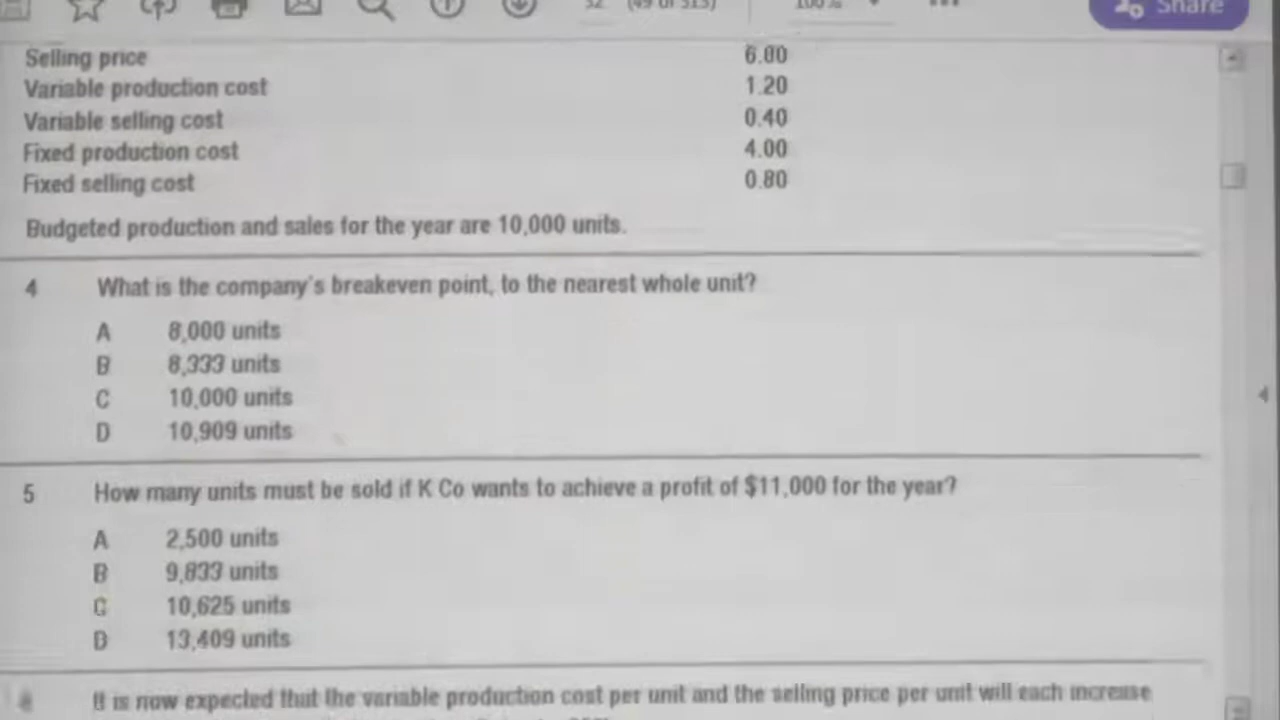 Share
Selling price 6.00
Variable production cost 1.20
Variable selling cost 0.40
Fixed production cost 4.00
Fixed selling cost 0.80
Budgeted production and sales for the year are 10,000 units.
4 What is the company's breakeven point, to the nearest whole unit?
A 8,000 units
B 8,333 units
C 10,000 units
D 10,909 units
5 How many units must be sold if K Co wants to achieve a profit of $11,000 for the year?
A 2,500 units
B 9,833 units
C 10,625 units
D 13,409 units
It is now expected that the variable production cost per unit and the selling price per unit will each increase